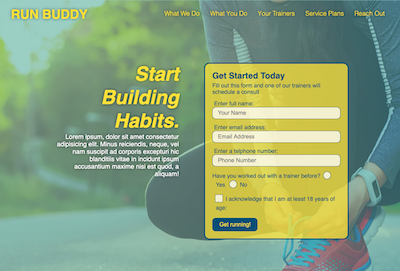 RUN BUDDY
What We Do What You Do Your Trainers Service Plans Reach Out
Start
Building
Habits.
Lorem ipsum, dolor sit amet consectetur
adipisicing elit. Minus reiciendis, neque, vel
nam suscipit ad corporis excepturi hic
blanditiis vitae in incidunt ipsum
accusantium maxime nisi est quod, a
aliquam!
Get Started Today
Fill out this form and one of our trainers will
schedule a consult
Enter full name:
Your Name
Enter email address:
Email Address
Enter a telphone number:
Phone Number
Have you worked out with a trainer before?
Yes No
I acknowledge that I am at least 18 years of
age:
Get running!